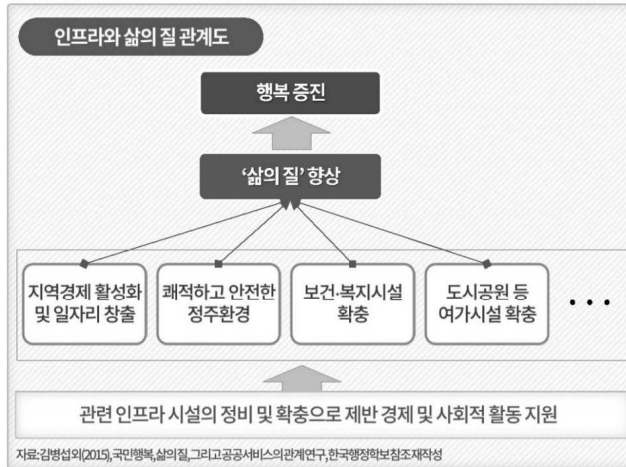 인프라와 삶의 질 관계도
행복 증진
‘삶의 질’ 향상
지역경제 활성화
및 일자리 창출
쾌적하고 안전한
정주환경
보건·복지시설
확충
도시공원 등
여가시설 확충
• • •
관련 인프라 시설의 정비 및 확충으로 제반 경제 및 사회적 활동 지원
자료:김병섭외(2015),국민행복,삶의질,그리고공공서비스의관계연구,한국행정학보참조재작성